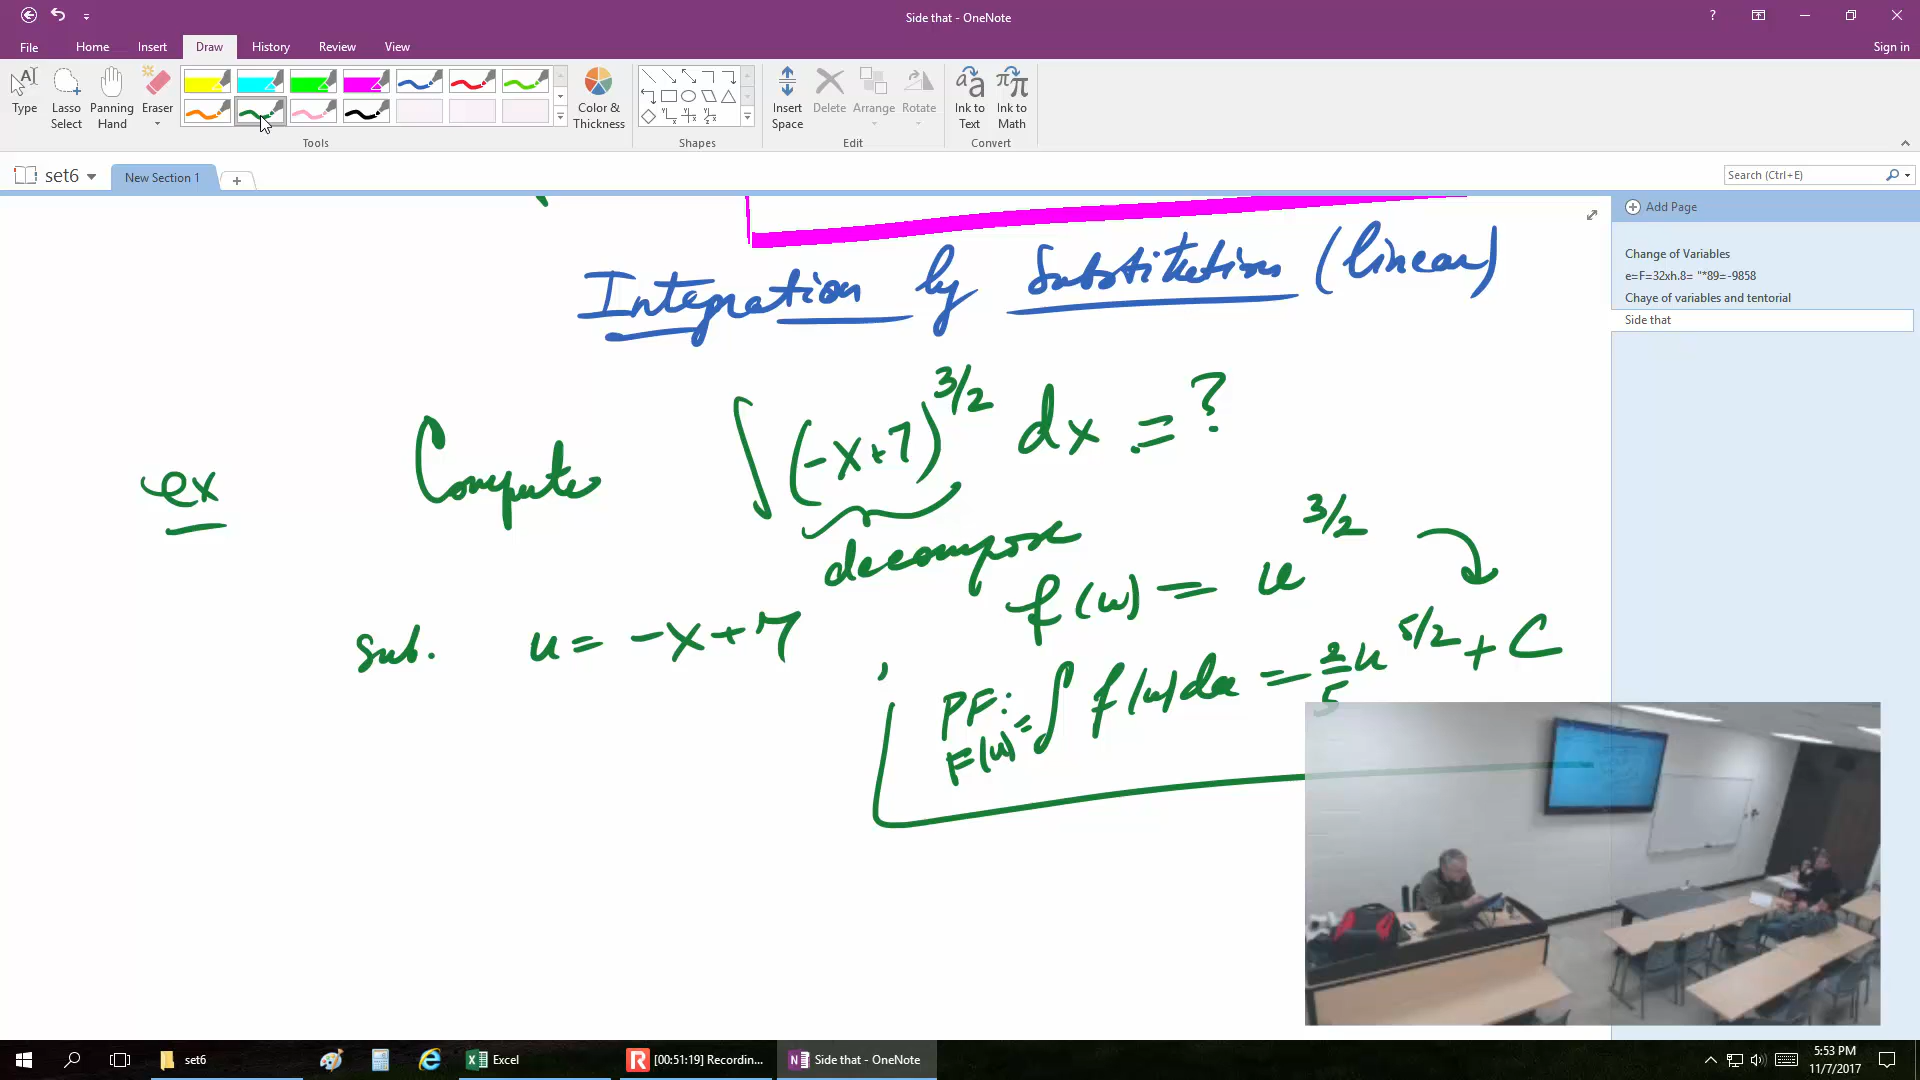 Side that - OneNote
?
File Home Insert Draw History Review View
Sign in
Type
Lasso Select
Panning Hand
Eraser
Color & Thickness
Insert Space
Delete
Arrange
Rotate
Ink to Text
Ink to Math
Tools
Shapes
Edit
Convert
set6
New Section 1
Search (Ctrl+E)
Add Page
Change of Variables
e=F=32xh.8= "*89=-9858
Chaye of variables and tentorial
Side that
Integration by Substitution (linear)
ex Compute ∫(-x+7)^3/2 dx = ?
decompose
sub. u = -x+7 , f(u) = u^3/2
PF: F(u) = ∫ f(u) du = 2/5 u^5/2 + C
set6
Excel
[00:51:19] Recordin...
Side that - OneNote
5:53 PM
11/7/2017